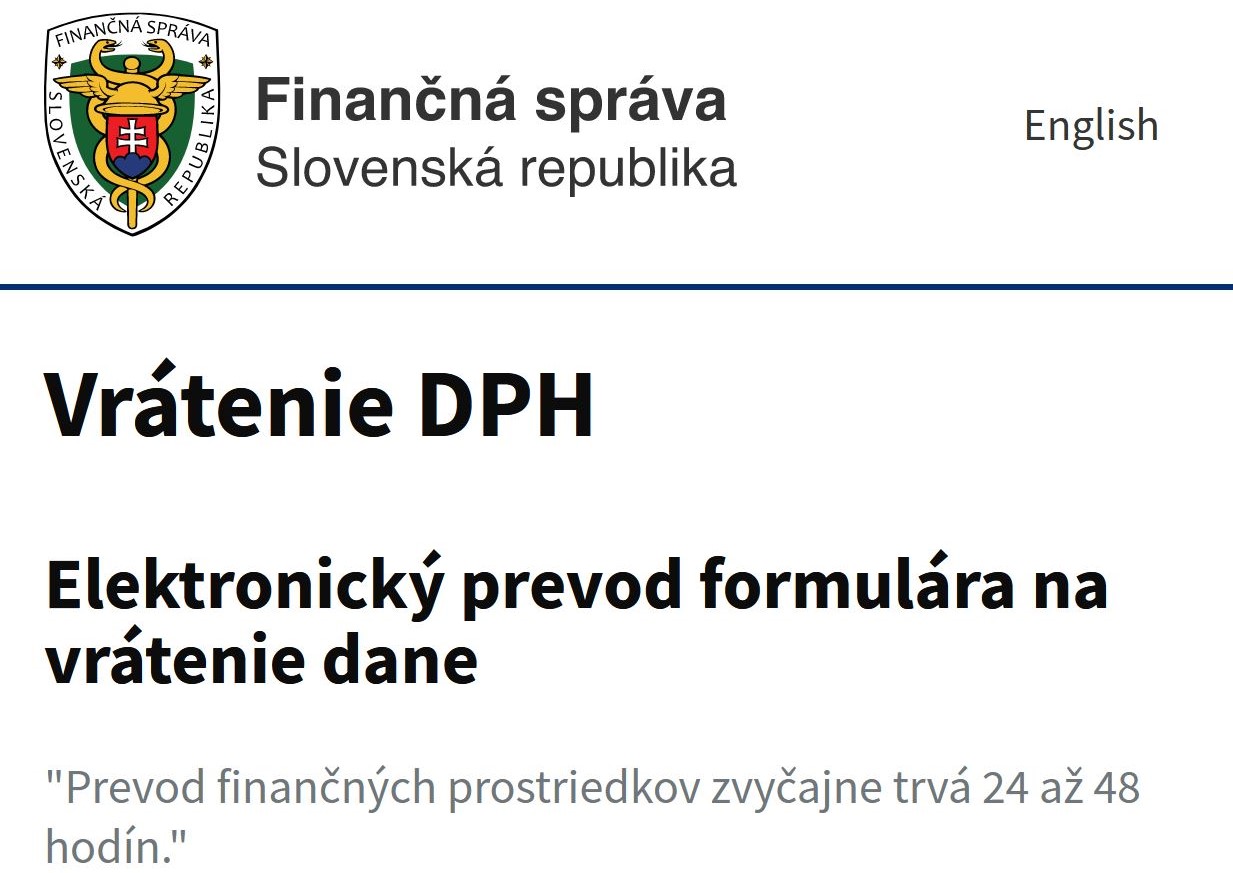 FINANČNÁ SPRÁVA
SLOVENSKÁ
REPUBLIKA
Finančná správa
Slovenská republika
English
Vrátenie DPH
Elektronický prevod formulára na
vrátenie dane
"Prevod finančných prostriedkov zvyčajne trvá 24 až 48
hodín."